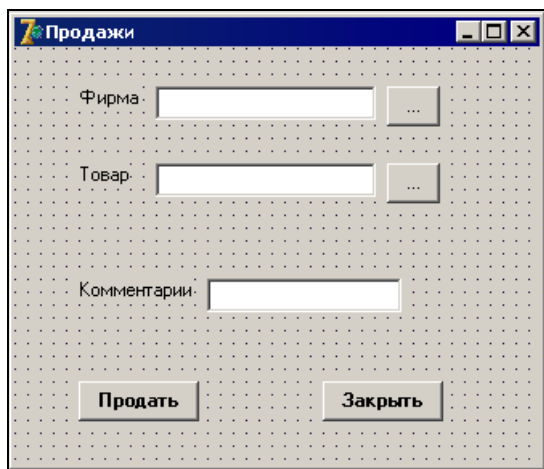 Продажи
Фирма
...
Товар
...
Комментарии
Продать Закрыть